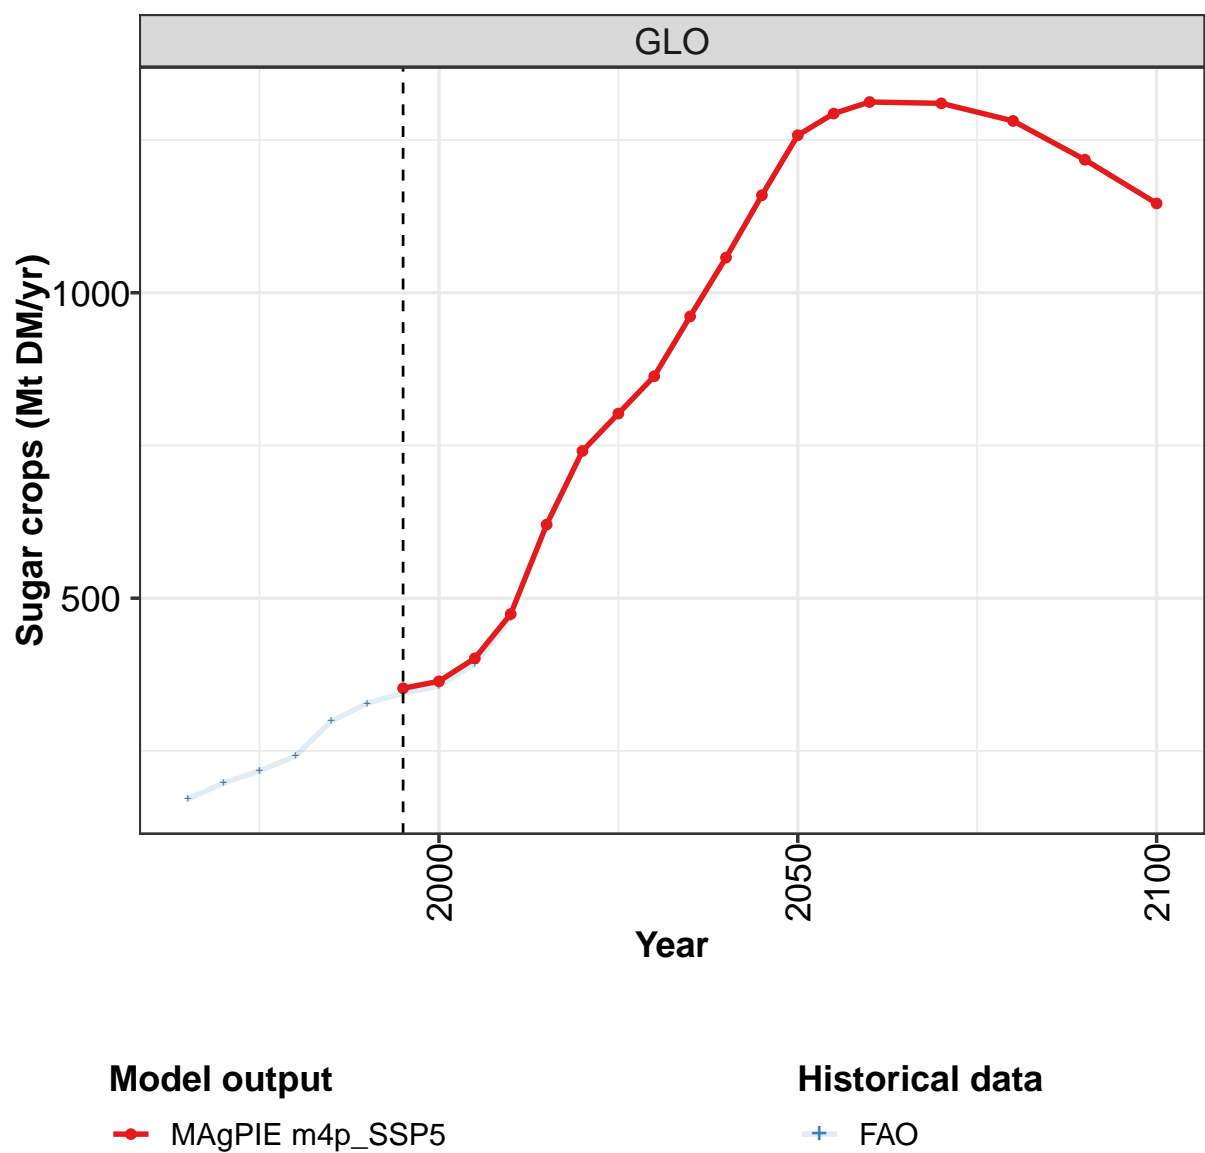 GLO
Sugar crops (Mt DM/yr)
1000
500
2000
2050
2100
Year
Model output
Historical data
MAgPIE m4p_SSP5
FAO